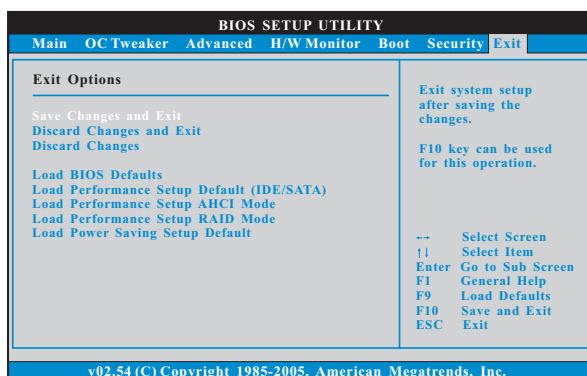 BIOS SETUP UTILITY
Main OC Tweaker Advanced H/W Monitor Boot Security Exit
Exit Options
Save Changes and Exit
Discard Changes and Exit
Discard Changes
Load BIOS Defaults
Load Performance Setup Default (IDE/SATA)
Load Performance Setup AHCI Mode
Load Performance Setup RAID Mode
Load Power Saving Setup Default
Exit system setup
after saving the
changes.
F10 key can be used
for this operation.
←→ Select Screen
↑↓ Select Item
Enter Go to Sub Screen
F1 General Help
F9 Load Defaults
F10 Save and Exit
ESC Exit
v02.54 (C) Copyright 1985-2005, American Megatrends, Inc.